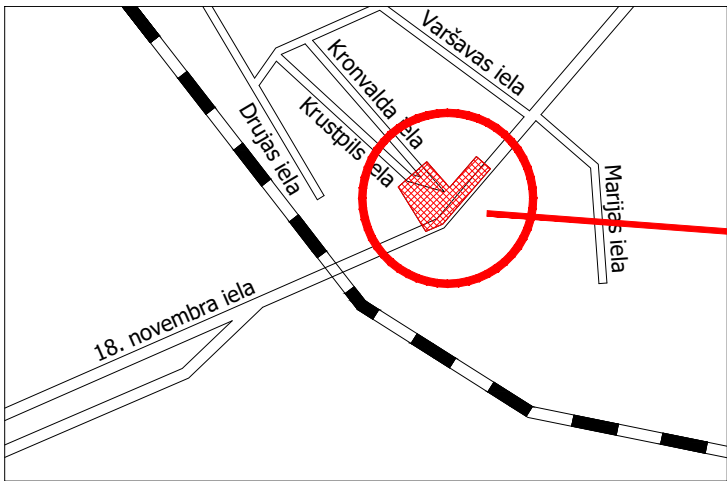 Varšavas iela
Kronvalda iela
Krustpils iela
Drujas iela
Marijas iela
18. novembra iela